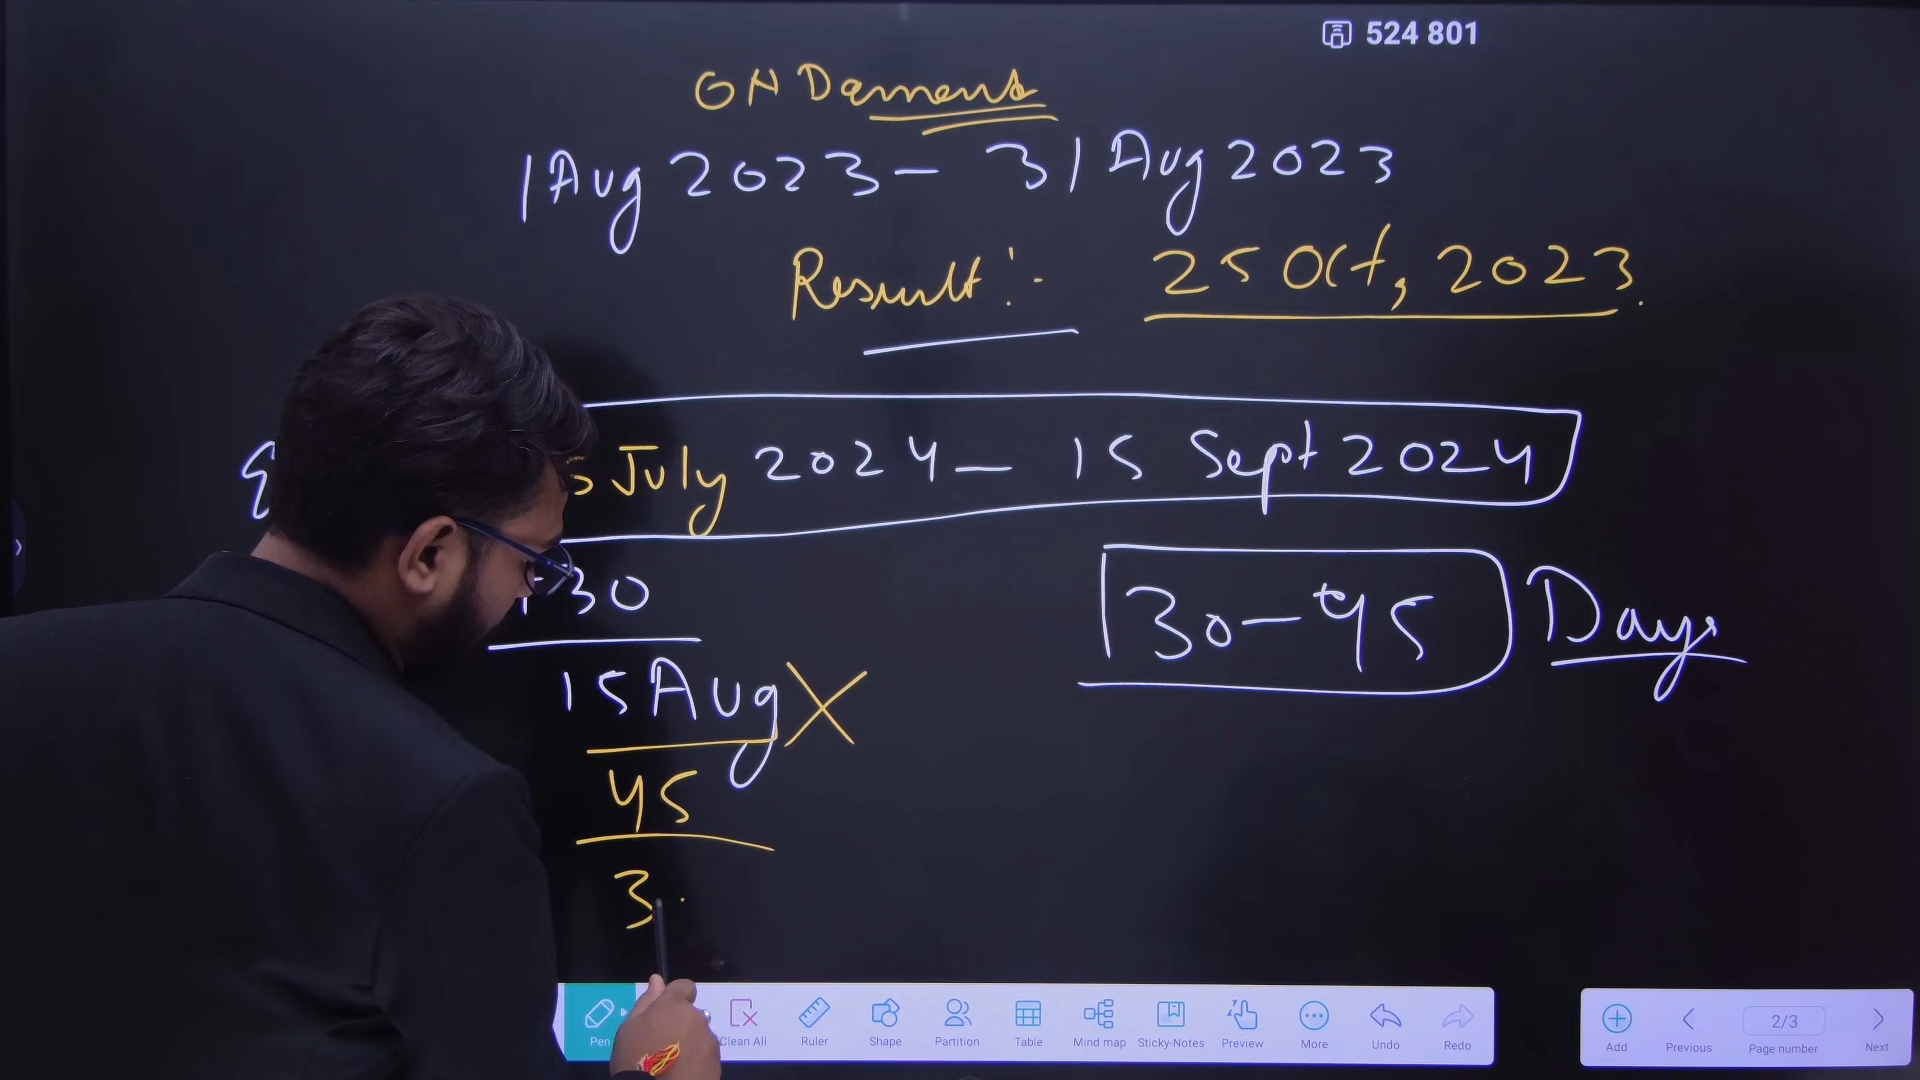 524 801
ON Demand
1 Aug 2023 - 31 Aug 2023
Result :- 25 Oct, 2023.
July 2024 - 15 Sept 2024
+30
30-45 Days
15 Aug X
45
3
Pen
Clean All
Ruler
Shape
Partition
Table
Mind map
Sticky-Notes
Preview
More
Undo
Redo
Add
Previous
2/3
Page number
Next